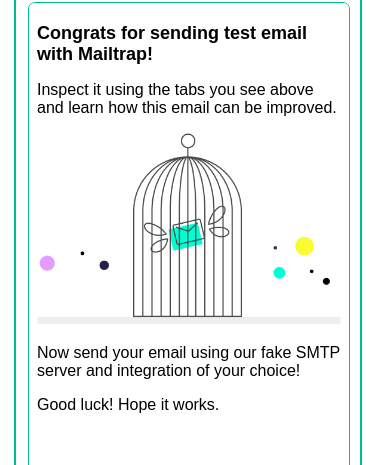 Congrats for sending test email
with Mailtrap!
Inspect it using the tabs you see above
and learn how this email can be improved.
Now send your email using our fake SMTP
server and integration of your choice!
Good luck! Hope it works.